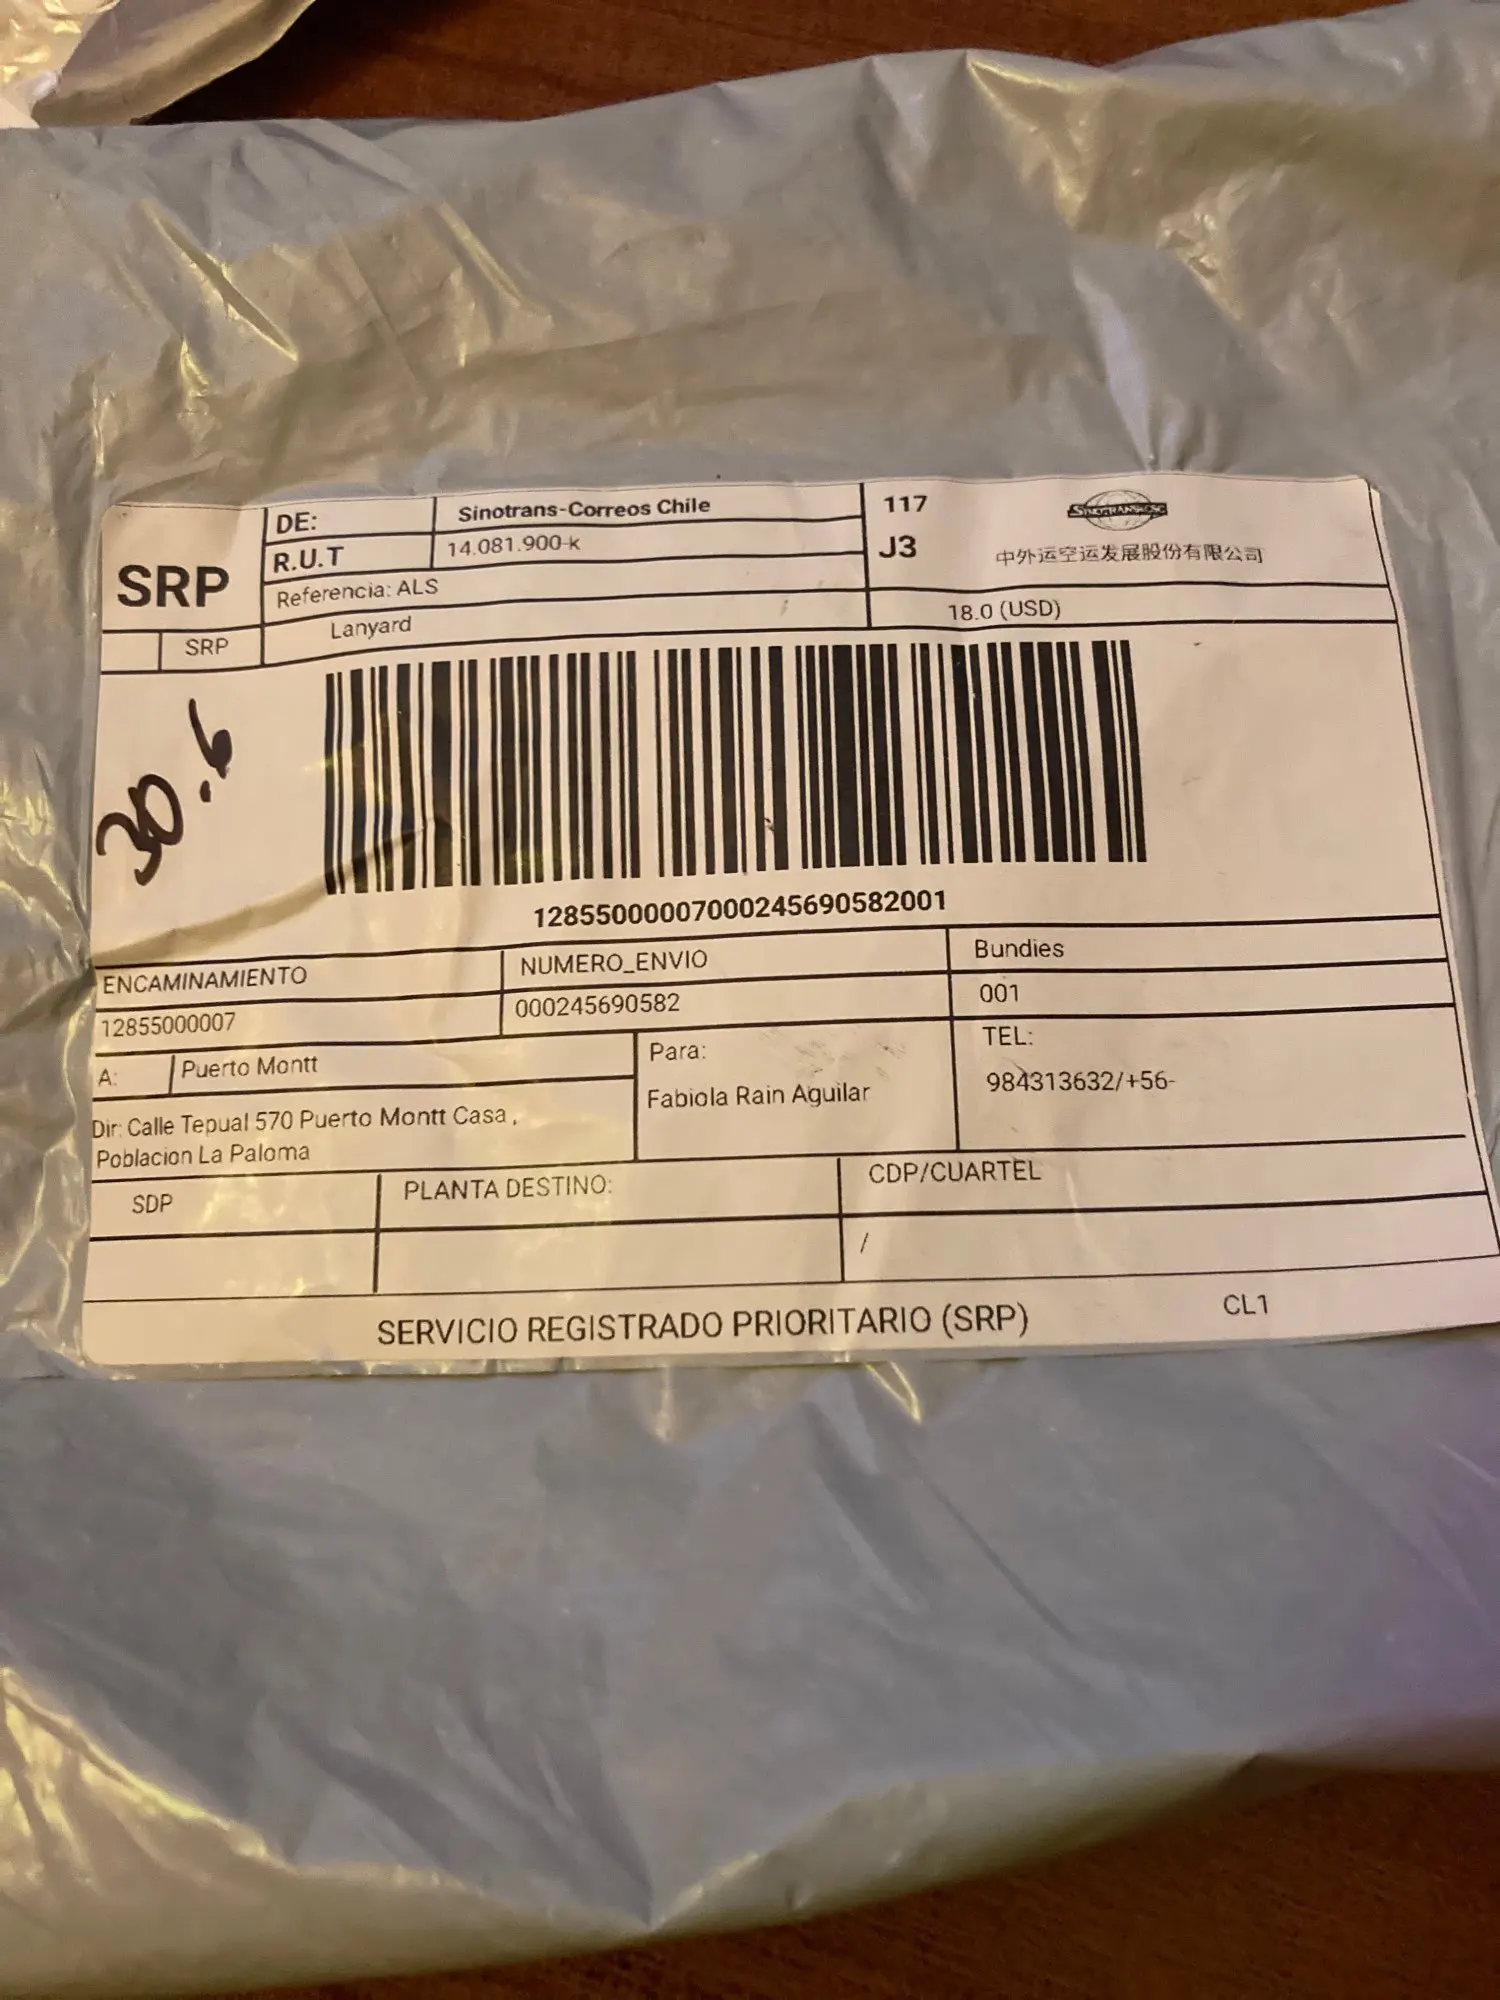 SRP
SRP
DE: Sinotrans-Correos Chile
R.U.T 14.081.900-k
Referencia: ALS
Lanyard
117
J3
SINOTRANS
中外运空运发展股份有限公司
18.0 (USD)
30..6
12855000007000245690582001
ENCAMINAMIENTO NUMERO_ENVIO Bundies
12855000007 000245690582 001
A: Puerto Montt
Dir: Calle Tepual 570 Puerto Montt Casa ,
Poblacion La Paloma
Para:
Fabiola Rain Aguilar
TEL:
984313632/+56-
SDP PLANTA DESTINO: CDP/CUARTEL
/
SERVICIO REGISTRADO PRIORITARIO (SRP) CL1